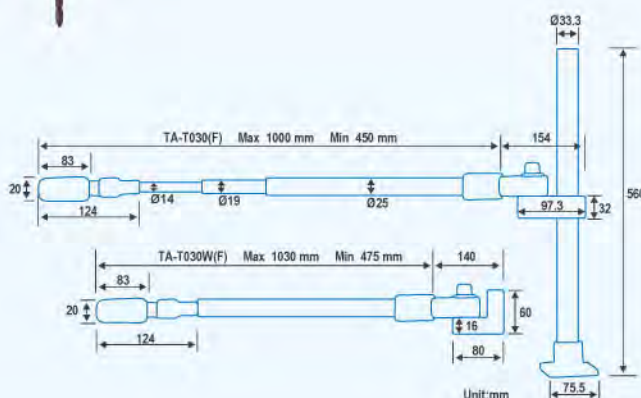 Ø33.3
TA-T030(F) Max 1000 mm Min 450 mm
154
83
20
Ø14
Ø19
Ø25
97.3
32
124
560
TA-T030W(F) Max 1030 mm Min 475 mm
140
83
20
16
60
124
80
75.5
Unit:mm